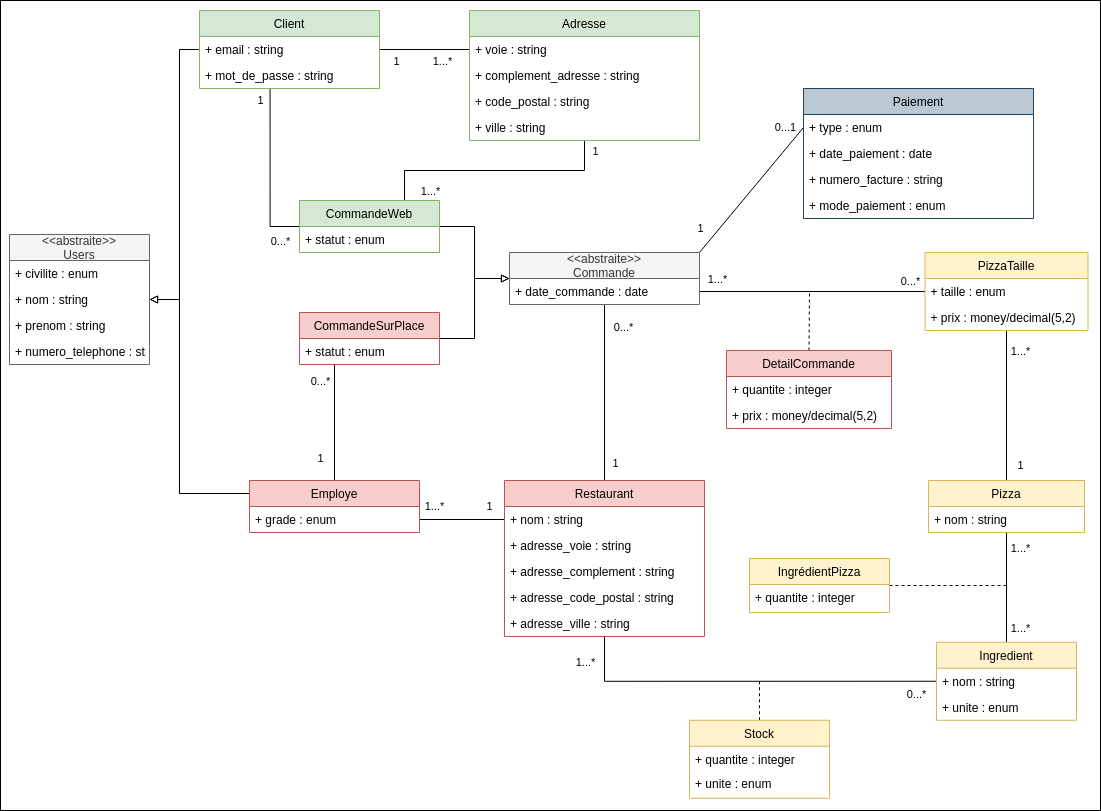 Client
+ email : string
+ mot_de_passe : string
1
1...*
Adresse
+ voie : string
+ complement_adresse : string
+ code_postal : string
+ ville : string
1
1
1...*
0...*
CommandeWeb
+ statut : enum
Paiement
+ type : enum
+ date_paiement : date
+ numero_facture : string
+ mode_paiement : enum
0...1
1
<<abstraite>>
Users
+ civilite : enum
+ nom : string
+ prenom : string
+ numero_telephone : st
<<abstraite>>
Commande
+ date_commande : date
1...*
0...*
0...*
PizzaTaille
+ taille : enum
+ prix : money/decimal(5,2)
1...*
CommandeSurPlace
+ statut : enum
0...*
1
DetailCommande
+ quantite : integer
+ prix : money/decimal(5,2)
1
1
Employe
+ grade : enum
1...*
1
Restaurant
+ nom : string
+ adresse_voie : string
+ adresse_complement : string
+ adresse_code_postal : string
+ adresse_ville : string
1...*
Pizza
+ nom : string
1...*
IngrédientPizza
+ quantite : integer
1...*
Ingredient
+ nom : string
+ unite : enum
0...*
Stock
+ quantite : integer
+ unite : enum